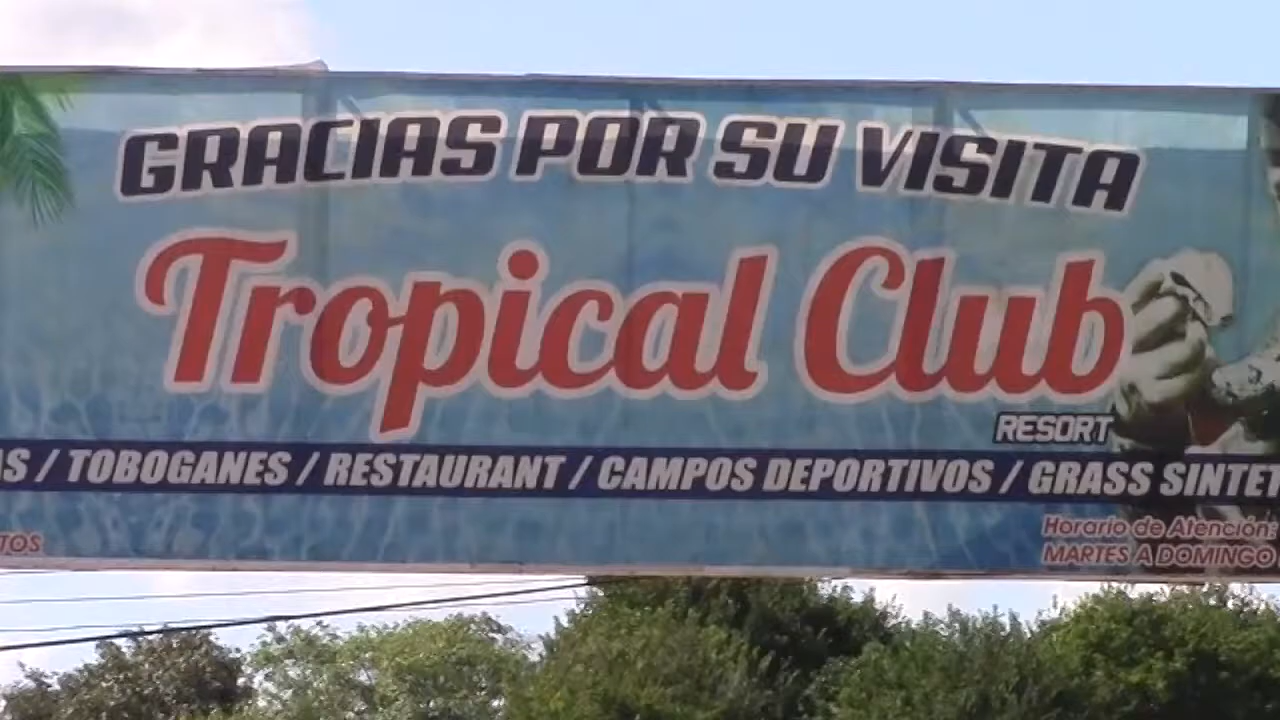 GRACIAS POR SU VISITA
Tropical Club
RESORT
AS / TOBOGANES / RESTAURANT / CAMPOS DEPORTIVOS / GRASS SINTET
TOS
Horario de Atención:
MARTES A DOMINGO